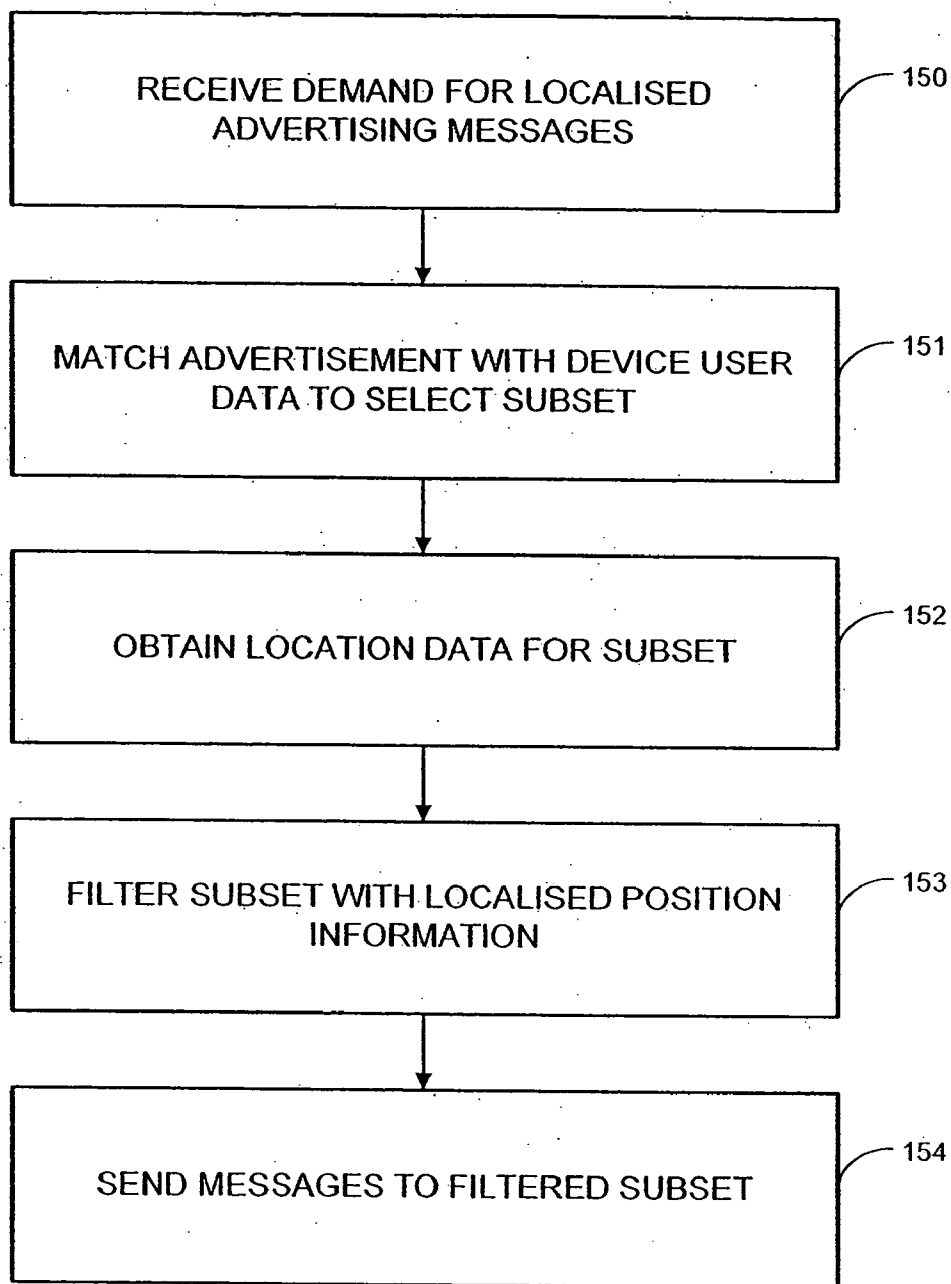 RECEIVE DEMAND FOR LOCALISED
ADVERTISING MESSAGES
150
MATCH ADVERTISEMENT WITH DEVICE USER
DATA TO SELECT SUBSET
151
OBTAIN LOCATION DATA FOR SUBSET
152
FILTER SUBSET WITH LOCALISED POSITION
INFORMATION
153
SEND MESSAGES TO FILTERED SUBSET
154